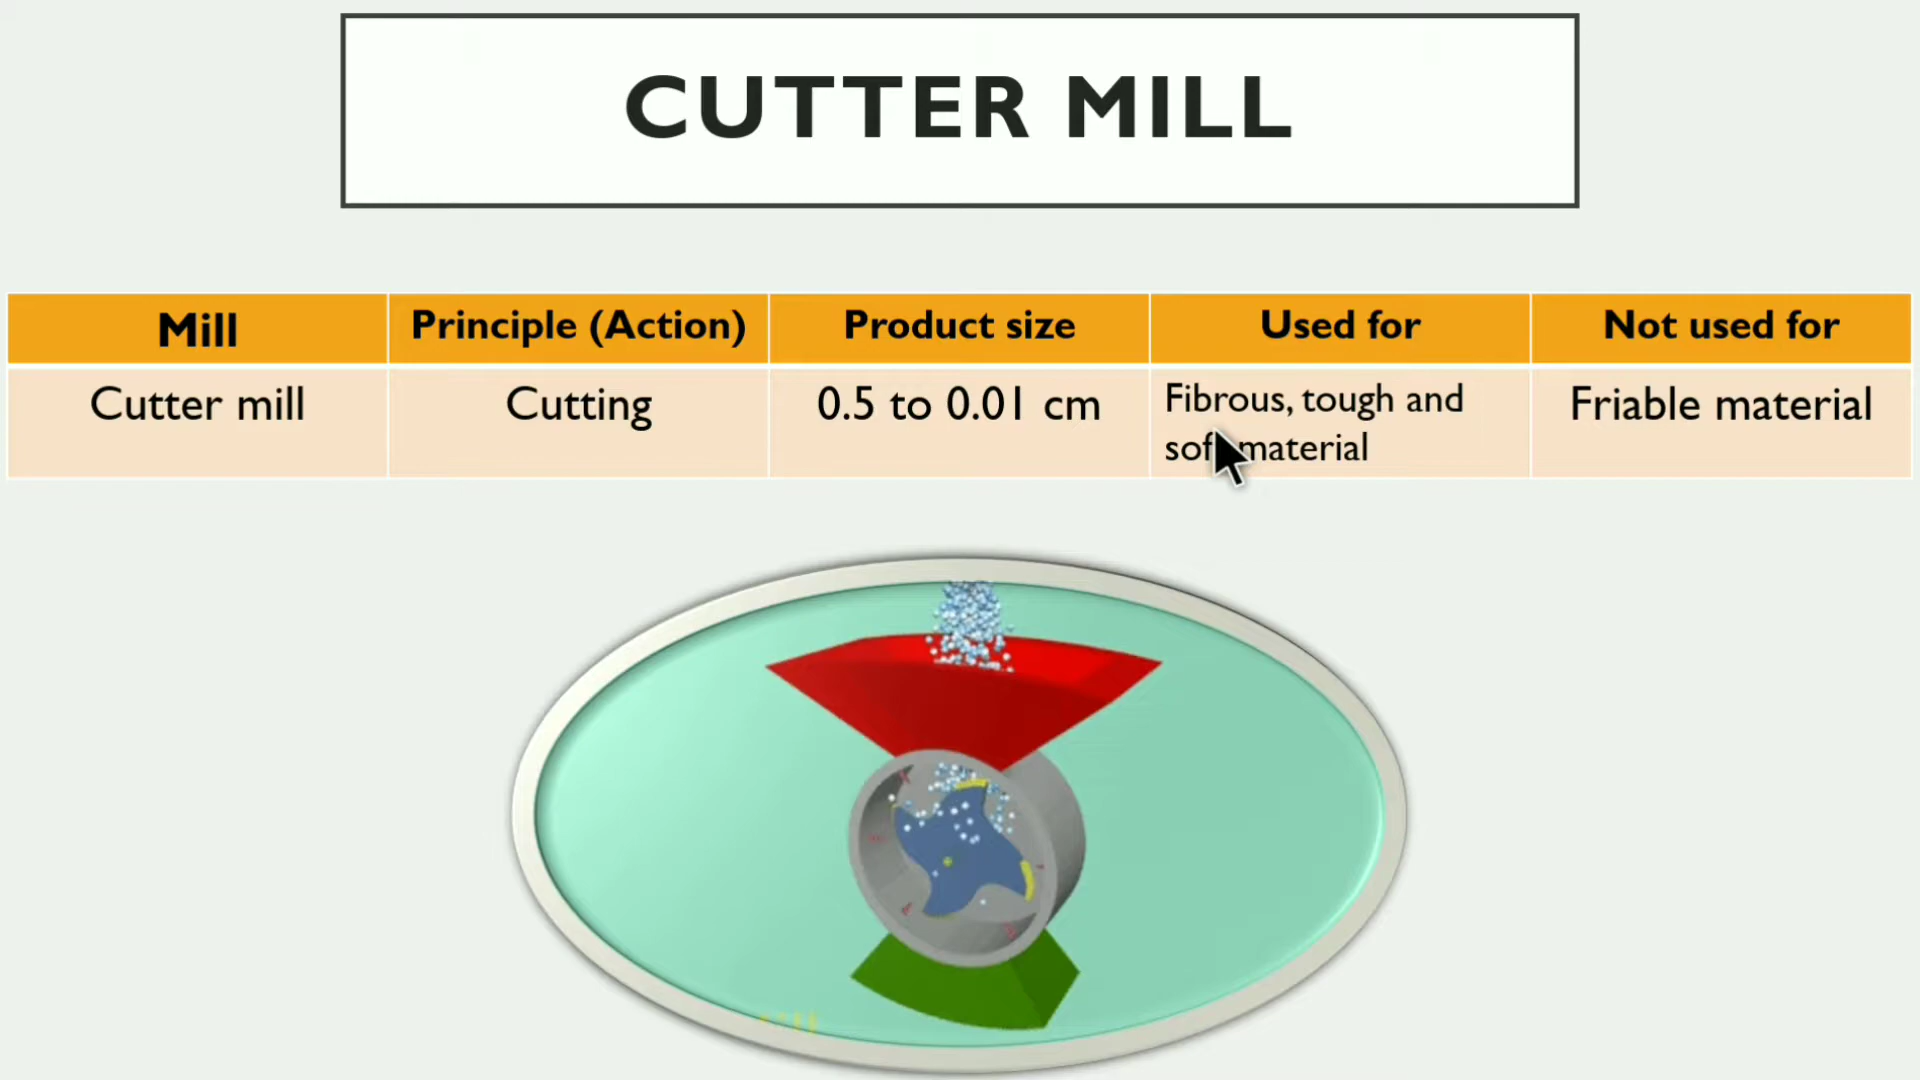 CUTTER MILL
Mill
Principle (Action)
Product size
Used for
Not used for
Cutter mill
Cutting
0.5 to 0.01 cm
Fibrous, tough and
soft material
Friable material